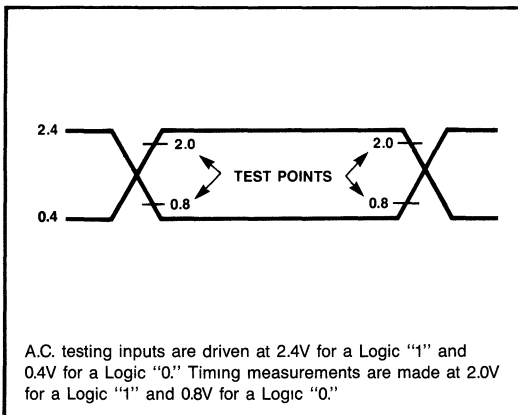 2.4
2.0
2.0
TEST POINTS
0.8
0.8
0.4
A.C. testing inputs are driven at 2.4V for a Logic “1” and
0.4V for a Logic “0.” Timing measurements are made at 2.0V
for a Logic “1” and 0.8V for a Logic “0.”